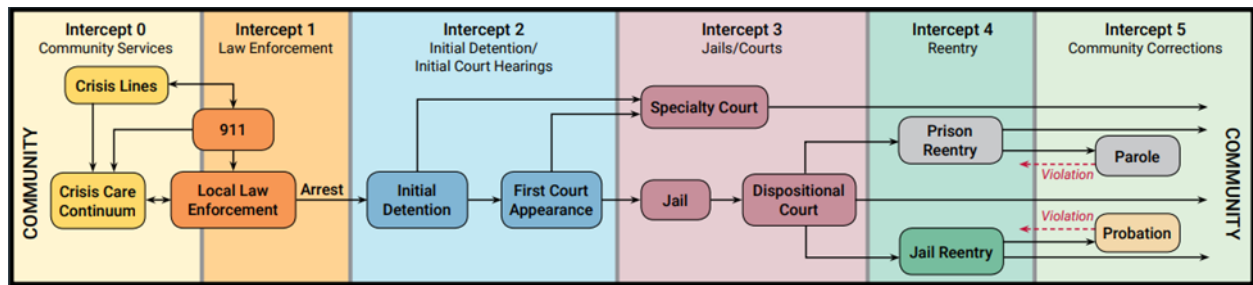 Intercept 0
Community Services
Intercept 1
Law Enforcement
Intercept 2
Initial Detention/
Initial Court Hearings
Intercept 3
Jails/Courts
Intercept 4
Reentry
Intercept 5
Community Corrections
COMMUNITY
Crisis Lines
911
Crisis Care
Continuum
Local Law
Enforcement
Arrest
Initial
Detention
First Court
Appearance
Specialty Court
Jail
Dispositional
Court
Prison
Reentry
Jail Reentry
Parole
Violation
Violation
Probation
COMMUNITY